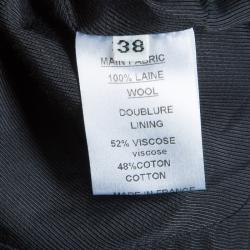 38
MAIN FABRIC
100% LAINE
WOOL
DOUBLURE
LINING
52% VISCOSE
viscose
48%COTON
COTTON
MADE IN FRANCE